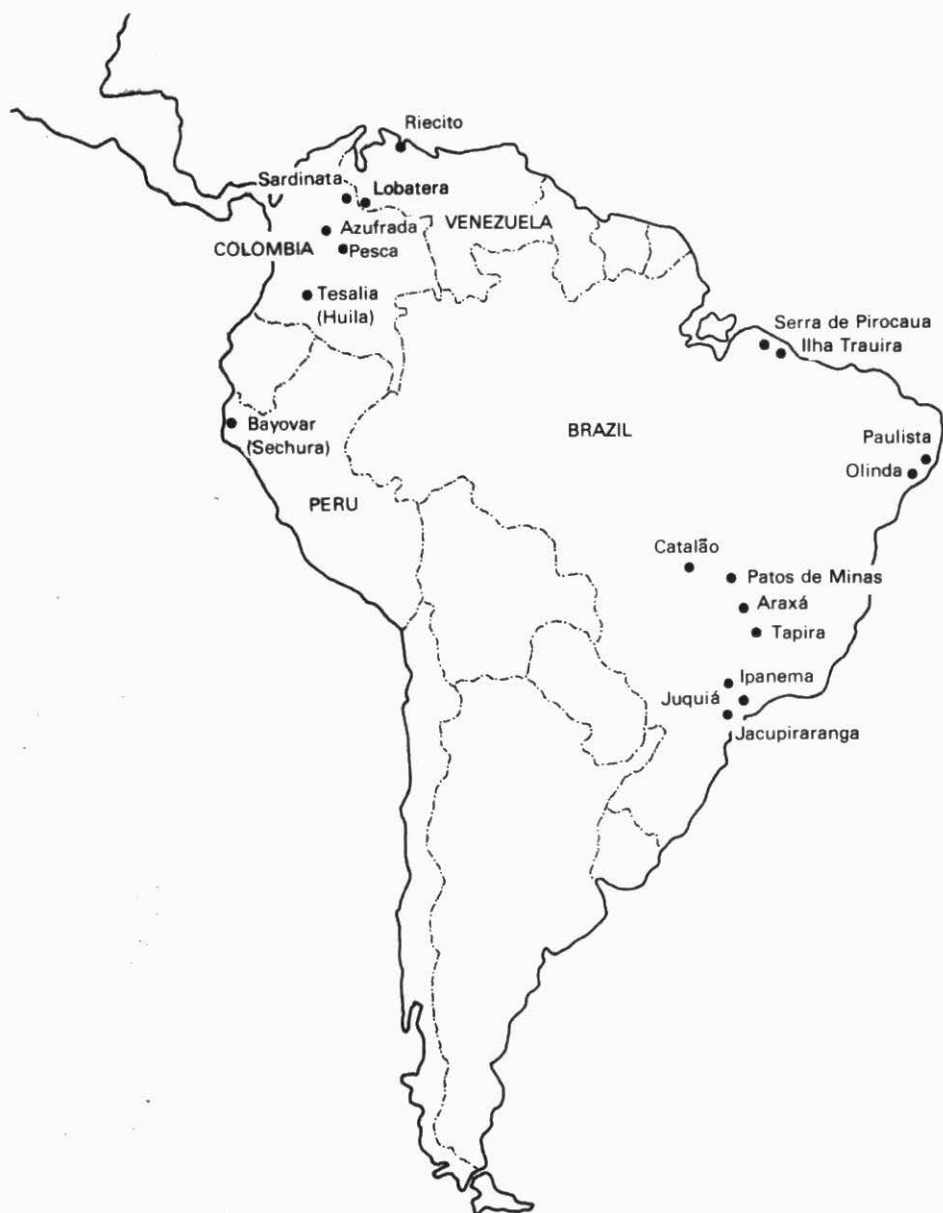 Riecito
Sardinata
Lobatera
Azufrada
VENEZUELA
COLOMBIA
Pesca
Tesalia
(Huila)
Serra de Pirocaua
Ilha Trauira
Bayovar
(Sechura)
BRAZIL
Paulista
Olinda
PERU
Catalão
Patos de Minas
Araxá
Tapira
Ipanema
Juquiá
Jacupiraranga